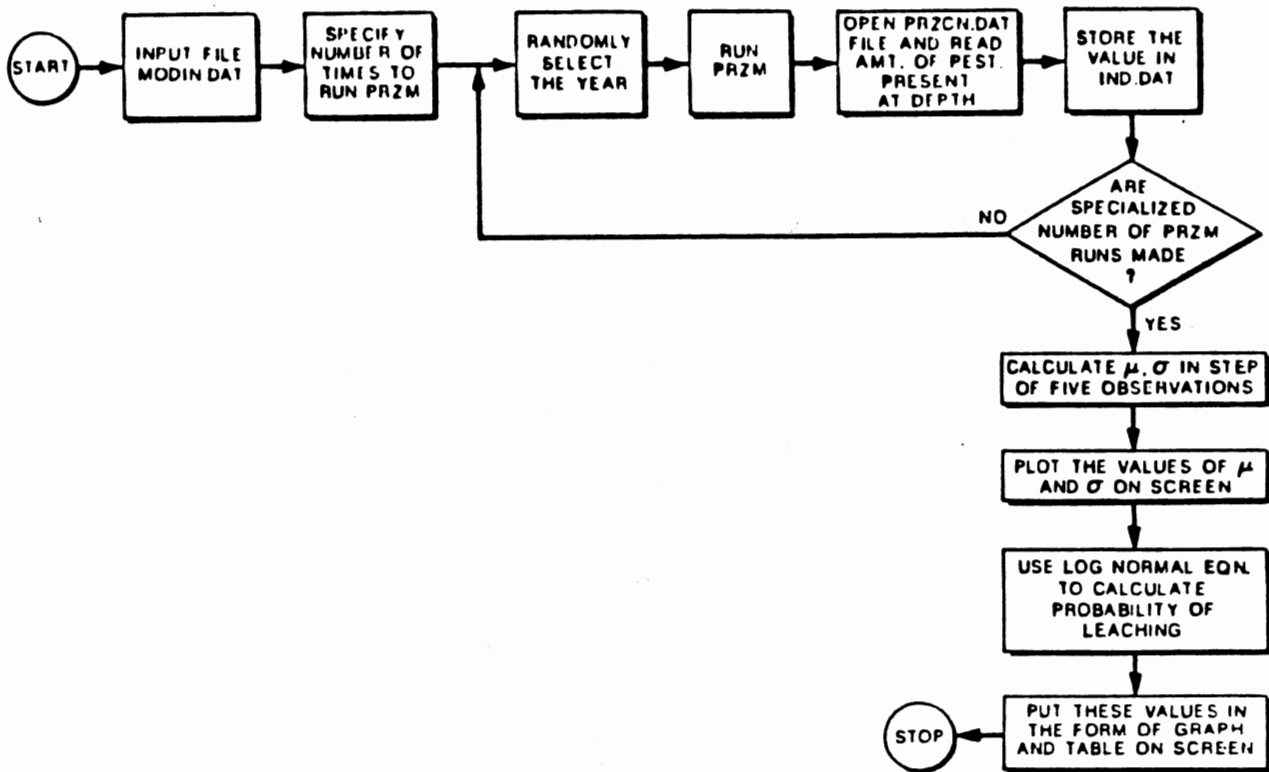 START
INPUT FILE
MODIN.DAT
SPECIFY
NUMBER OF
TIMES TO
RUN PRZM
RANDOMLY
SELECT
THE YEAR
RUN
PRZM
OPEN PRZCN.DAT
FILE AND READ
AMT. OF PEST.
PRESENT
AT DEPTH
STORE THE
VALUE IN
IND.DAT
ARE
SPECIALIZED
NUMBER OF PRZM
RUNS MADE
?
NO
YES
CALCULATE μ, σ IN STEP
OF FIVE OBSERVATIONS
PLOT THE VALUES OF μ
AND σ ON SCREEN
USE LOG NORMAL EQN.
TO CALCULATE
PROBABILITY OF
LEACHING
PUT THESE VALUES IN
THE FORM OF GRAPH
AND TABLE ON SCREEN
STOP